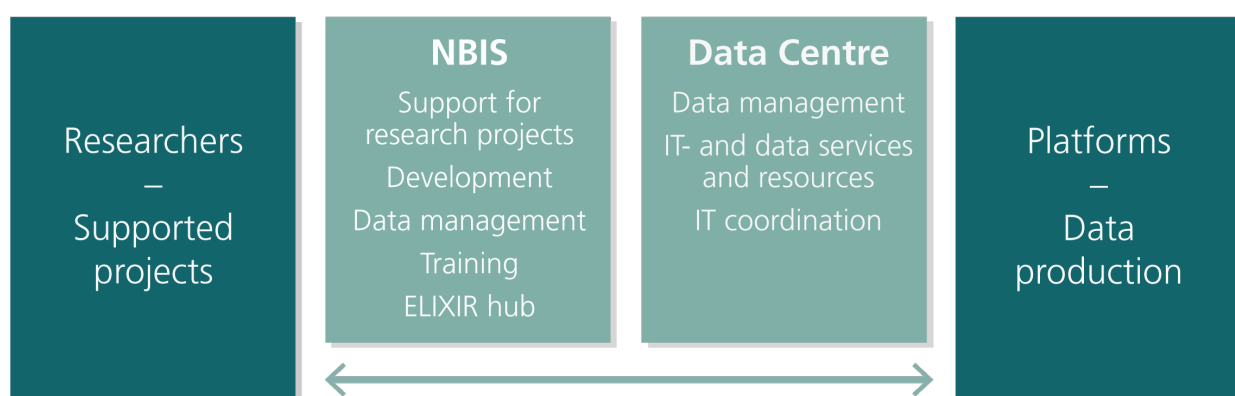 Researchers
–
Supported
projects
NBIS
Support for
research projects
Development
Data management
Training
ELIXIR hub
Data Centre
Data management
IT- and data services
and resources
IT coordination
Platforms
–
Data
production